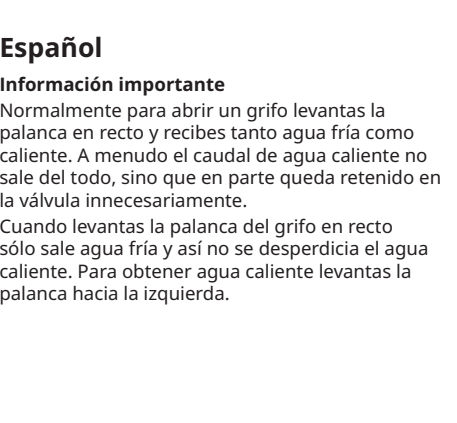 Español
Información importante
Normalmente para abrir un grifo levantas la
palanca en recto y recibes tanto agua fría como
caliente. A menudo el caudal de agua caliente no
sale del todo, sino que en parte queda retenido en
la válvula innecesariamente.
Cuando levantas la palanca del grifo en recto
sólo sale agua fría y así no se desperdicia el agua
caliente. Para obtener agua caliente levantas la
palanca hacia la izquierda.